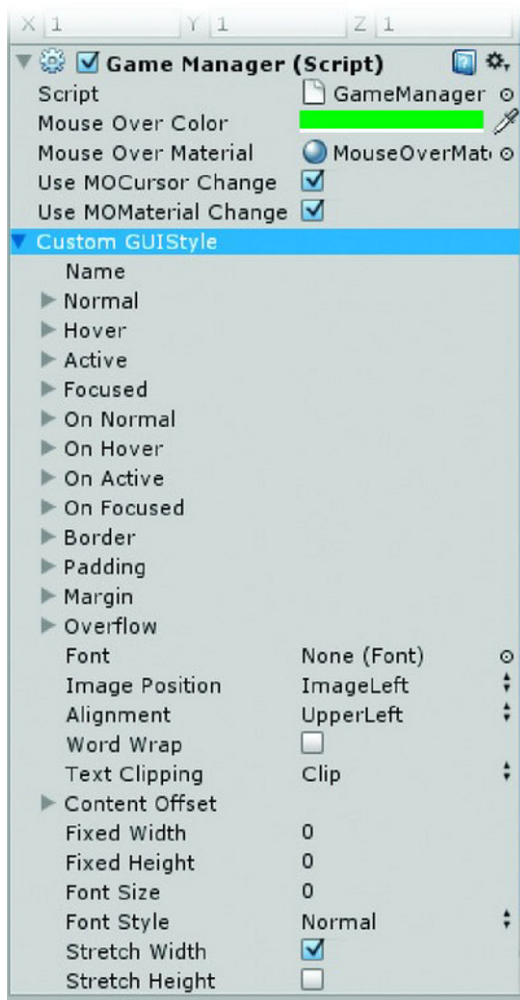 X 1 Y 1 Z 1
Game Manager (Script)
Script GameManager
Mouse Over Color
Mouse Over Material MouseOverMat
Use MOCursor Change
Use MOMaterial Change
Custom GUIStyle
Name
Normal
Hover
Active
Focused
On Normal
On Hover
On Active
On Focused
Border
Padding
Margin
Overflow
Font None (Font)
Image Position ImageLeft
Alignment UpperLeft
Word Wrap
Text Clipping Clip
Content Offset
Fixed Width 0
Fixed Height 0
Font Size 0
Font Style Normal
Stretch Width
Stretch Height